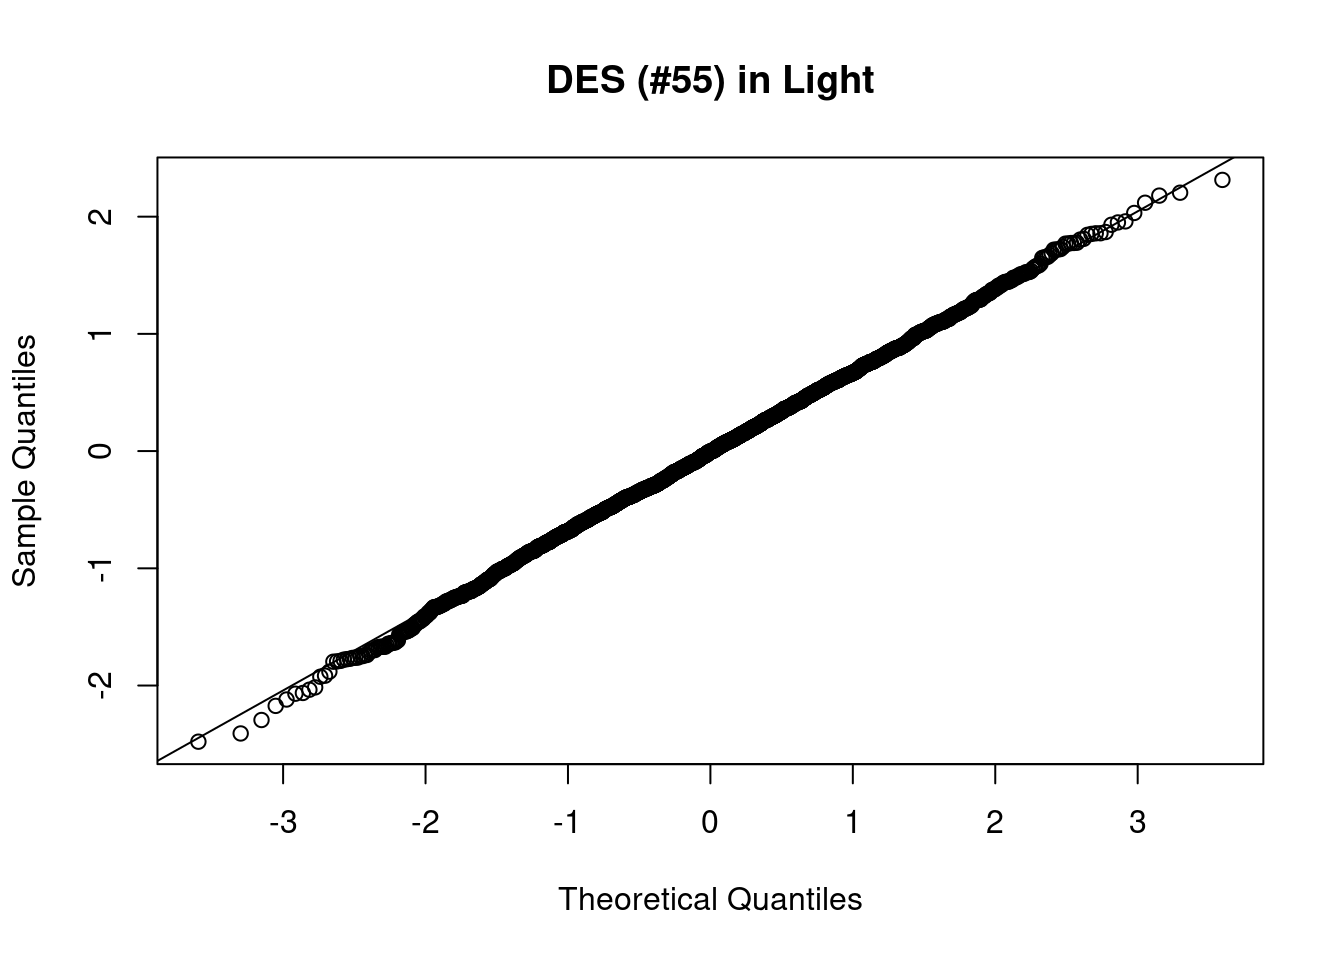 DES (#55) in Light
Sample Quantiles
2
1
0
-1
-2
-3 -2 -1 0 1 2 3
Theoretical Quantiles